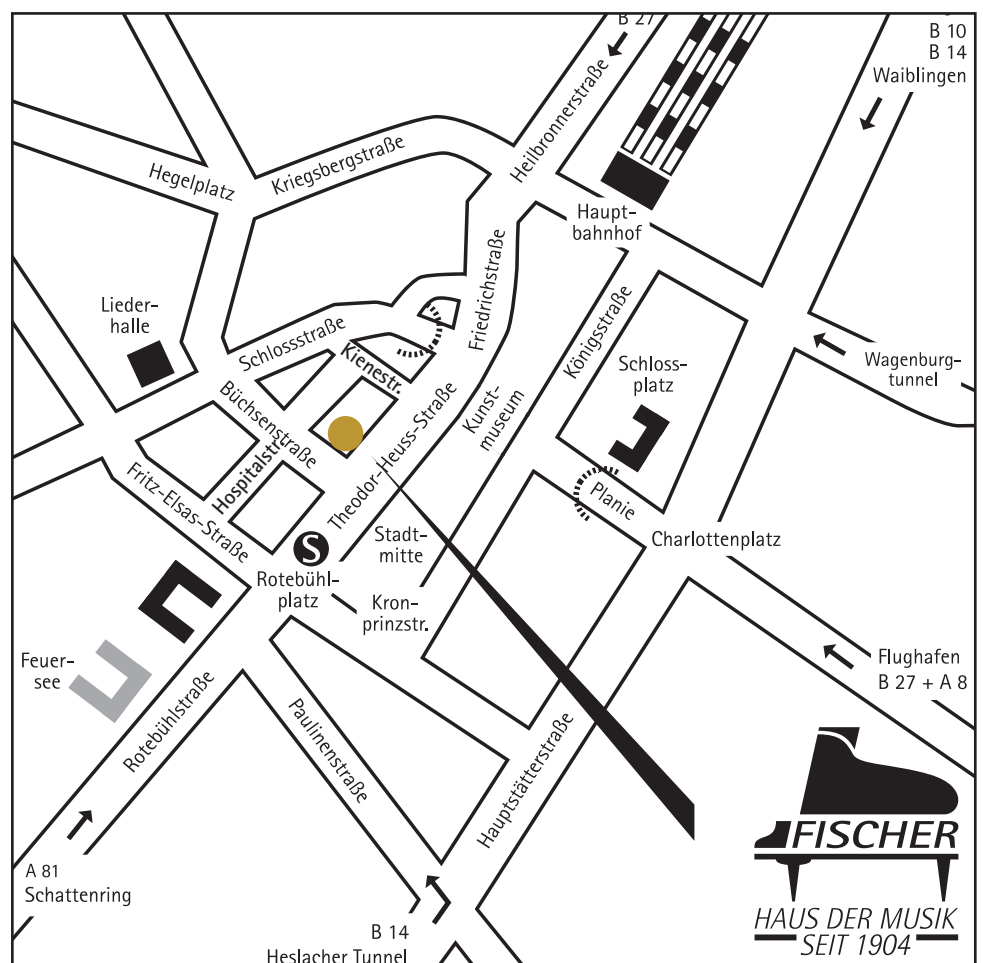 B 27
B 10
B 14
Waiblingen
Heilbronnerstraße
Kriegsbergstraße
Hegelplatz
Haupt-
bahnhof
Friedrichstraße
Königsstraße
Lieder-
halle
Schlossstraße
Kienestr.
Schloss-
platz
Wagenburg-
tunnel
Büchsenstraße
Kunst-
museum
Hospitalstr.
Theodor-Heuss-Straße
Fritz-Elsas-Straße
Planie
Stadt-
mitte
Charlottenplatz
S
Rotebühl-
platz
Kron-
prinzstr.
Feuer-
see
Flughafen
B 27 + A 8
Rotebühlstraße
Paulinenstraße
Hauptstätterstraße
A 81
Schattenring
B 14
Heslacher Tunnel
FISCHER
HAUS DER MUSIK
SEIT 1904